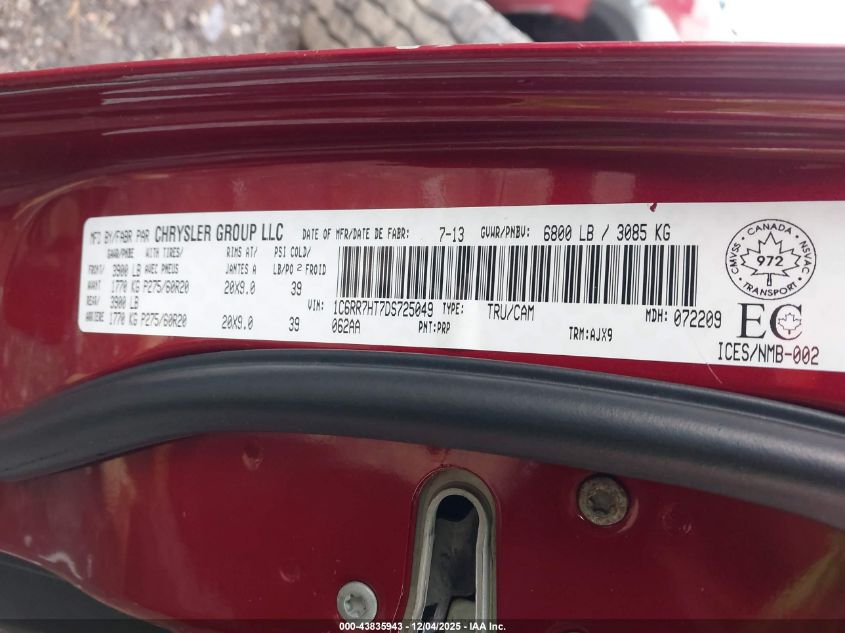 MFD BY/FABR PAR CHRYSLER GROUP LLC DATE OF MFR/DATE DE FABR: 7-13 GVWR/PNBV: 6800 LB / 3085 KG
GAWR/PNBE WITH TIRES/ RIMS AT/ PSI COLD/
FRONT/ 3900 LB AVEC PNEUS JANTES A LB/PO 2 FROID
AVANT 1770 KG P275/60R20 20X9.0 39
REAR/ 3900 LB
ARRIERE 1770 KG P275/60R20 20X9.0 39
VIN: 1C6RR7HT7DS725049 TYPE: TRU/CAM MDH: 072209
062AA PNT:PRP TRM:AJX9
CANADA
CMVSS NSVAC
972
TRANSPORT
EC
ICES/NMB-002
000-43835943 - 12/04/2025 - IAA Inc.